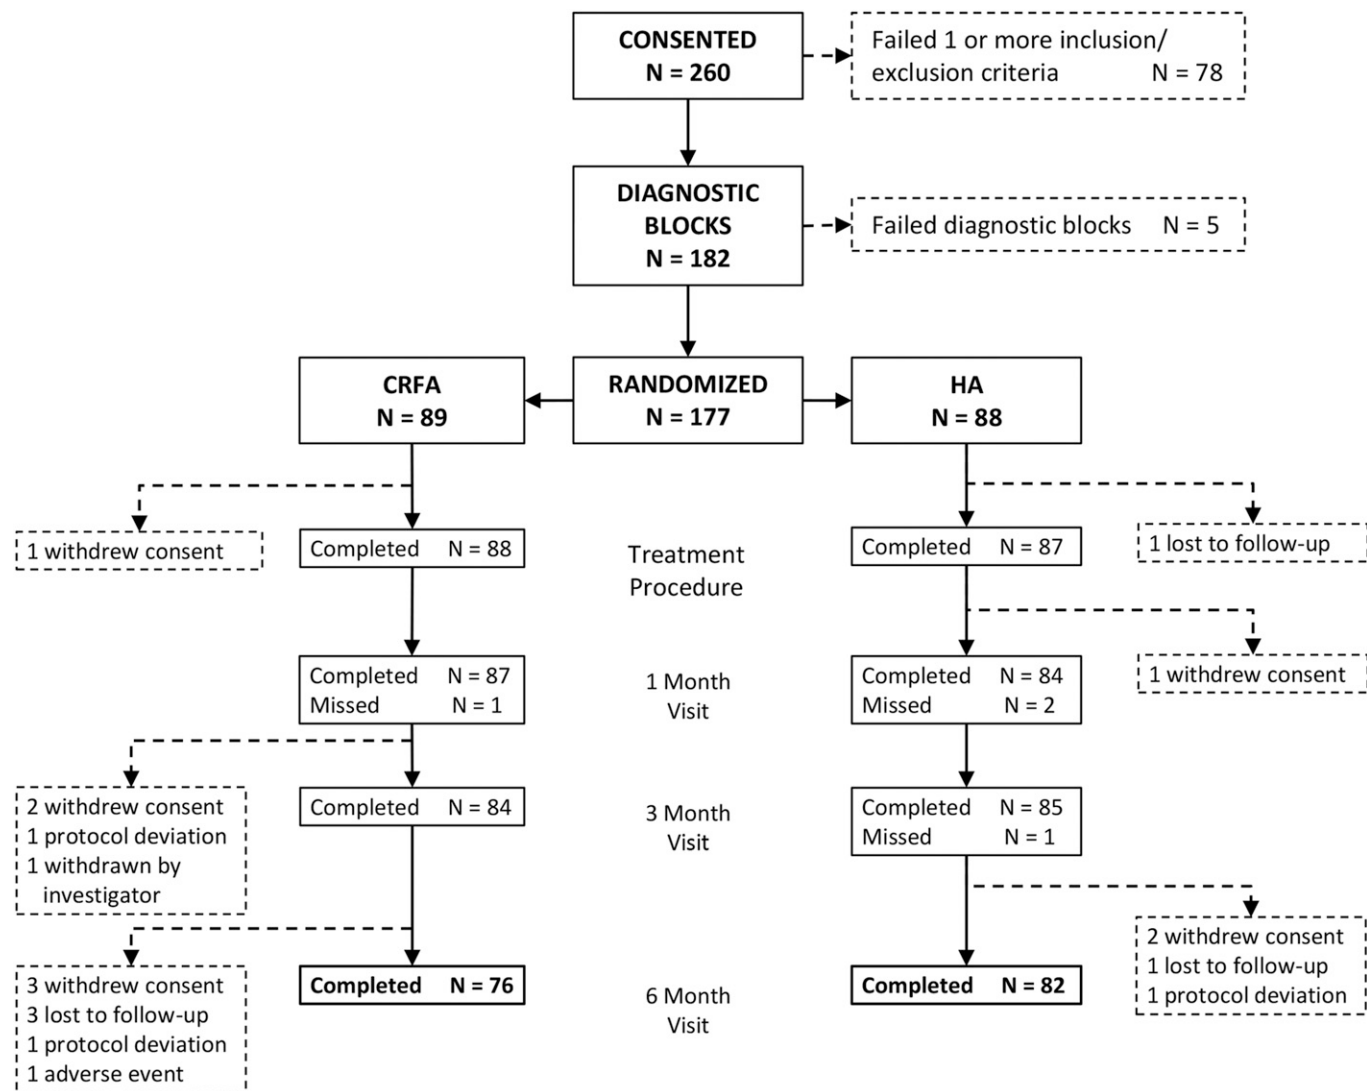 CONSENTED
N = 260
Failed 1 or more inclusion/
exclusion criteria N = 78
DIAGNOSTIC
BLOCKS
N = 182
Failed diagnostic blocks N = 5
CRFA
N = 89
RANDOMIZED
N = 177
HA
N = 88
1 withdrew consent
Completed N = 88
Treatment
Procedure
Completed N = 87
1 lost to follow-up
Completed N = 87
Missed N = 1
1 Month
Visit
Completed N = 84
Missed N = 2
1 withdrew consent
2 withdrew consent
1 protocol deviation
1 withdrawn by
investigator
Completed N = 84
3 Month
Visit
Completed N = 85
Missed N = 1
3 withdrew consent
3 lost to follow-up
1 protocol deviation
1 adverse event
Completed N = 76
6 Month
Visit
Completed N = 82
2 withdrew consent
1 lost to follow-up
1 protocol deviation